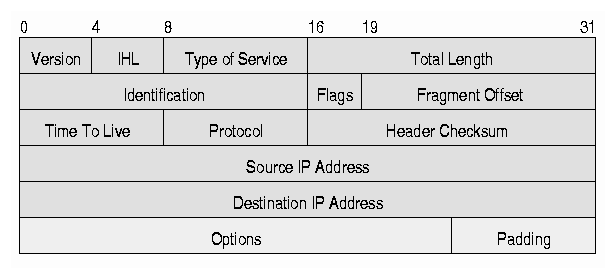 0 4 8 16 19 31
Version IHL Type of Service Total Length
Identification Flags Fragment Offset
Time To Live Protocol Header Checksum
Source IP Address
Destination IP Address
Options Padding